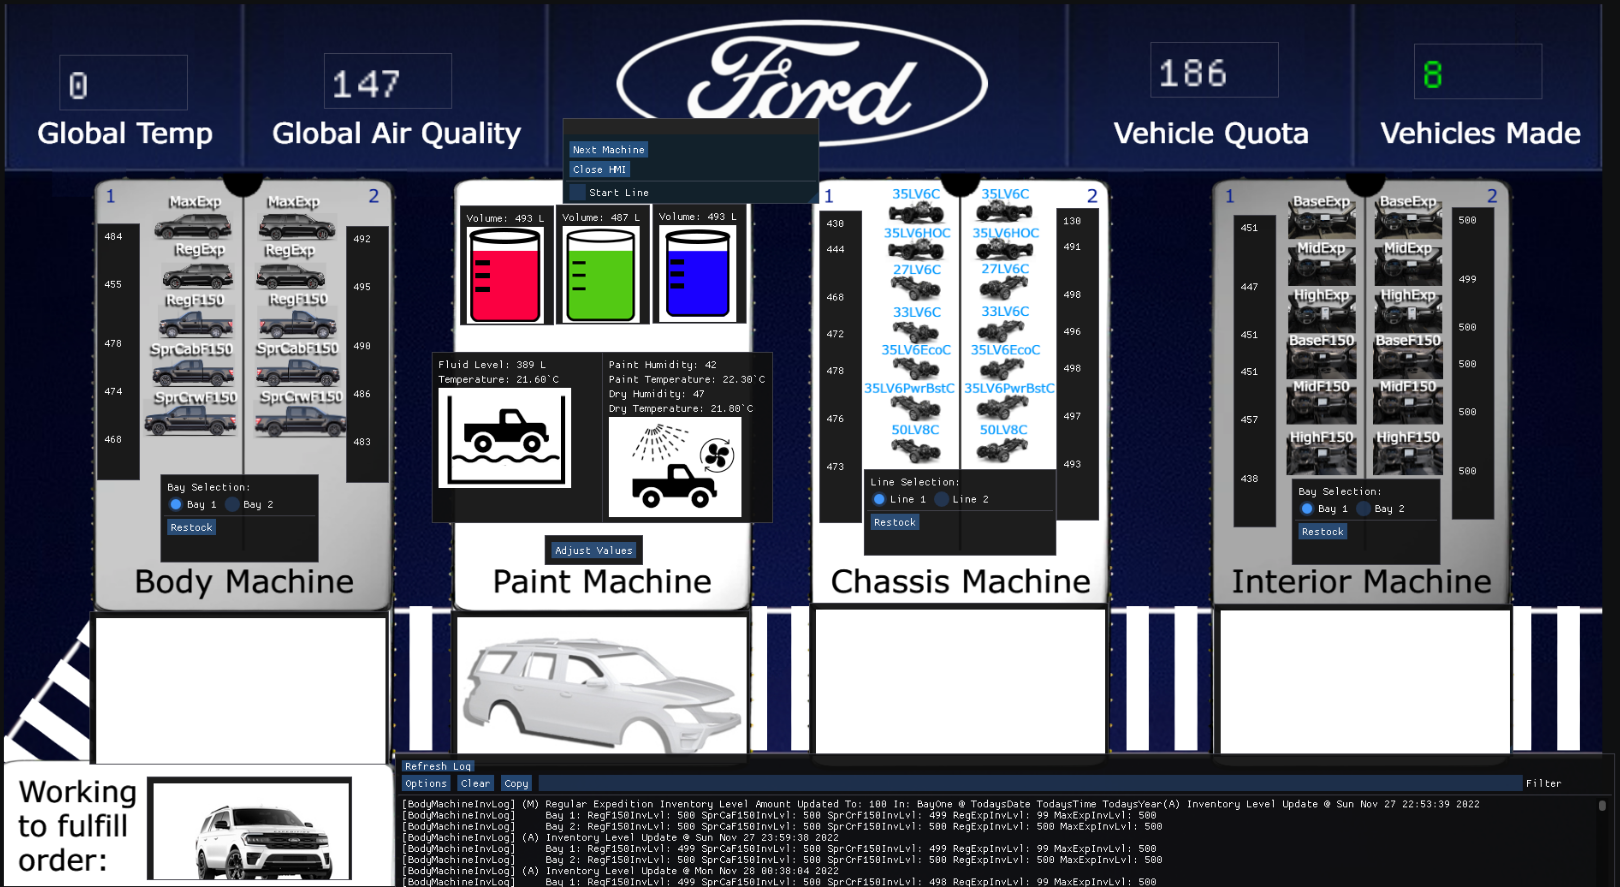 0
Global Temp
147
Global Air Quality
Ford
186
Vehicle Quota
8
Vehicles Made
Next Machine
Close HMI
Start Line
1
2
MaxExp MaxExp
484
492
RegExp RegExp
455
495
RegF150 RegF150
478
490
SprCabF150 SprCabF150
474
486
SprCrwF150 SprCrwF150
468
483
Bay Selection:
Bay 1 Bay 2
Restock
Body Machine
Volume: 493 L
Volume: 487 L
Volume: 493 L
Fluid Level: 389 L
Temperature: 21.60`C
Paint Humidity: 42
Paint Temperature: 22.30`C
Dry Humidity: 47
Dry Temperature: 21.80`C
Adjust Values
Paint Machine
1
2
35LV6C 35LV6C
430
130
35LV6HOC 35LV6HOC
444
491
27LV6C 27LV6C
468
498
33LV6C 33LV6C
472
496
35LV6EcoC 35LV6EcoC
478
498
35LV6PwrBstC 35LV6PwrBstC
476
497
50LV8C 50LV8C
473
493
Line Selection:
Line 1 Line 2
Restock
Chassis Machine
1
2
BaseExp BaseExp
451
500
MidExp MidExp
447
499
HighExp HighExp
451
500
BaseF150 BaseF150
451
500
MidF150 MidF150
457
500
HighF150 HighF150
438
500
Bay Selection:
Bay 1 Bay 2
Restock
Interior Machine
Working
to fulfill
order:
Refresh Log
Options Clear Copy Filter
[BodyMachineInvLog] (M) Regular Expedition Inventory Level Amount Updated To: 100 In: BayOne @ TodaysDate TodaysTime TodaysYear(A) Inventory Level Update @ Sun Nov 27 22:53:39 2022
[BodyMachineInvLog] Bay 1: RegF150InvLvl: 500 SprCaF150InvLvl: 500 SprCrF150InvLvl: 499 RegExpInvLvl: 99 MaxExpInvLvl: 500
[BodyMachineInvLog] Bay 2: RegF150InvLvl: 500 SprCaF150InvLvl: 500 SprCrF150InvLvl: 500 RegExpInvLvl: 500 MaxExpInvLvl: 500
[BodyMachineInvLog] (A) Inventory Level Update @ Sun Nov 27 23:59:38 2022
[BodyMachineInvLog] Bay 1: RegF150InvLvl: 499 SprCaF150InvLvl: 500 SprCrF150InvLvl: 499 RegExpInvLvl: 99 MaxExpInvLvl: 500
[BodyMachineInvLog] Bay 2: RegF150InvLvl: 500 SprCaF150InvLvl: 500 SprCrF150InvLvl: 500 RegExpInvLvl: 500 MaxExpInvLvl: 500
[BodyMachineInvLog] (A) Inventory Level Update @ Mon Nov 28 00:38:04 2022
[BodyMachineInvLog] Bay 1: RegF150InvLvl: 499 SprCaF150InvLvl: 500 SprCrF150InvLvl: 498 RegExpInvLvl: 99 MaxExpInvLvl: 500